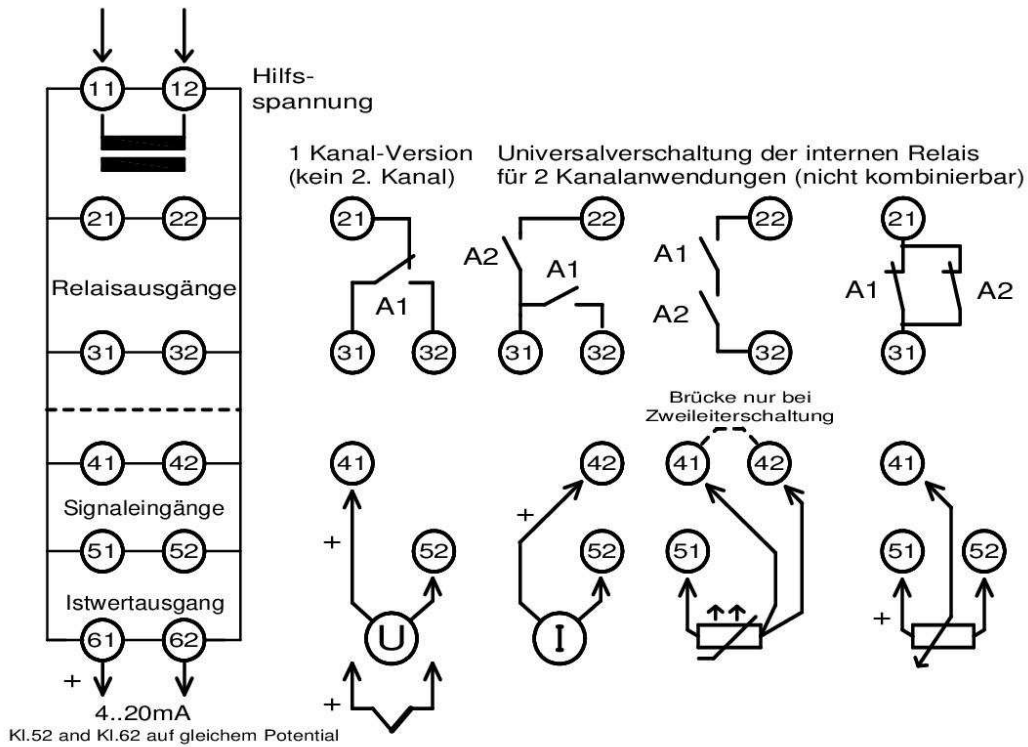 11 12
Hilfs-
spannung
1 Kanal-Version
(kein 2. Kanal)
Universalverschaltung der internen Relais
für 2 Kanalanwendungen (nicht kombinierbar)
21 22
21 22 22 21
A2 A1 A1 A1 A2
Relaisausgänge
A1 A2
31 32
31 32 31 32 32 31
Brücke nur bei
Zweileiterschaltung
41 42
41 42 41 42 41
Signaleingänge
+ +
51 52
52 52 51 51 52
Istwertausgang
61 62
U I +
+
+
4..20mA
Kl.52 and Kl.62 auf gleichem Potential